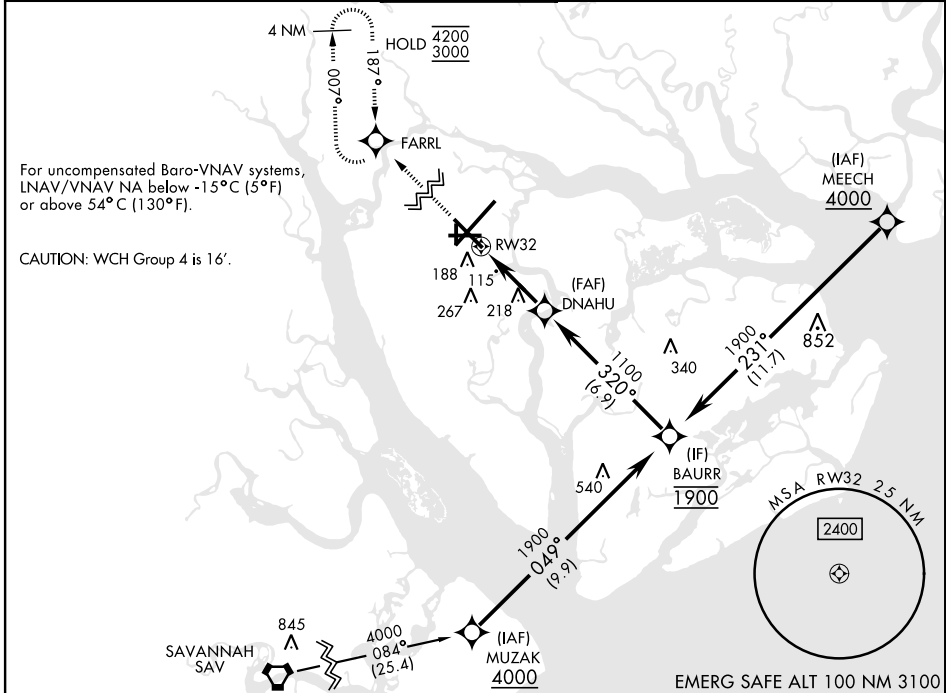 4 NM
HOLD 4200
3000
007°
187°
FARRL
For uncompensated Baro-VNAV systems,
LNAV/VNAV NA below -15°C (5°F)
or above 54°C (130°F).
CAUTION: WCH Group 4 is 16'.
(IAF)
MEECH
4000
RW32
188
115
267
218
(FAF)
DNAHU
1900
231°
(11.7)
852
340
1100
320°
(6.9)
(IF)
BAURR
1900
540
1900
049°
(9.9)
MSA RW32 25 NM
2400
845
SAVANNAH
SAV
4000
084°
(25.4)
(IAF)
MUZAK
4000
EMERG SAFE ALT 100 NM 3100